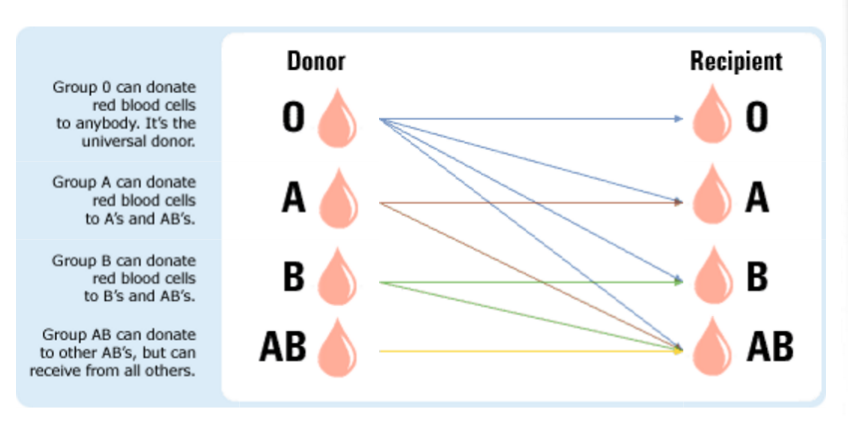 Donor
Recipient
Group 0 can donate
red blood cells
to anybody. It's the
universal donor.
O
O
Group A can donate
red blood cells
to A's and AB's.
A
A
Group B can donate
red blood cells
to B's and AB's.
B
B
Group AB can donate
to other AB's, but can
receive from all others.
AB
AB